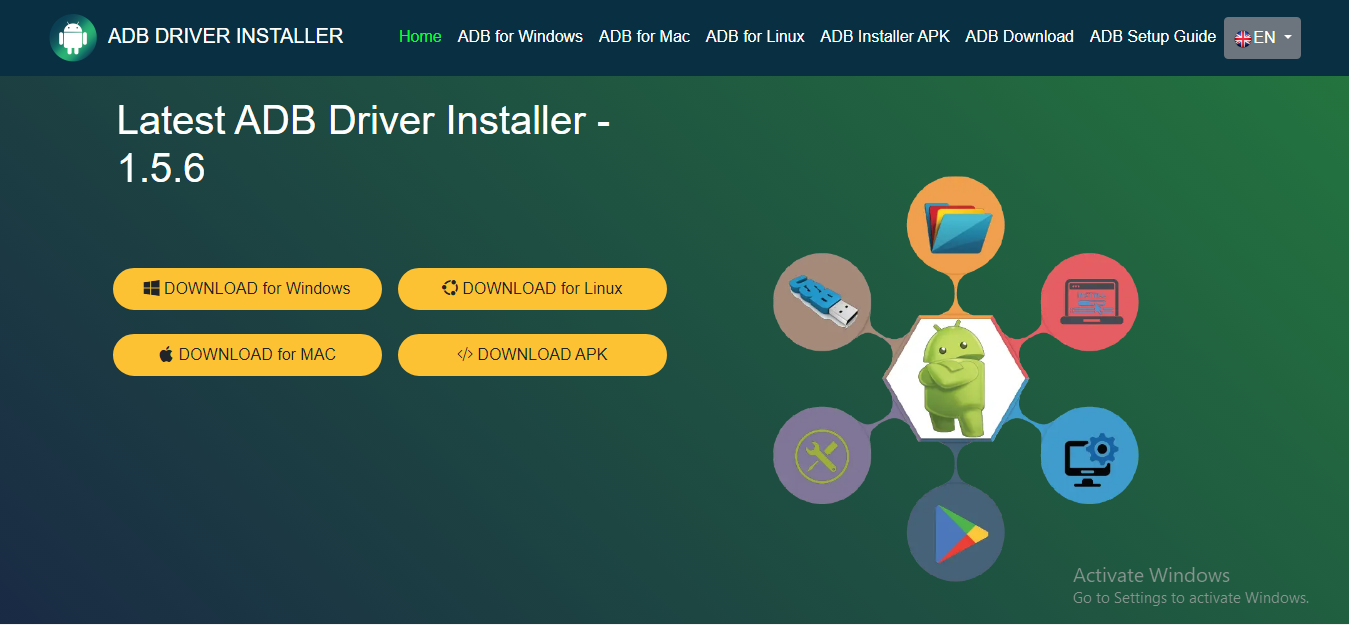 ADB DRIVER INSTALLER
Home ADB for Windows ADB for Mac ADB for Linux ADB Installer APK ADB Download ADB Setup Guide EN
Latest ADB Driver Installer -
1.5.6
DOWNLOAD for Windows
DOWNLOAD for Linux
DOWNLOAD for MAC
</> DOWNLOAD APK
Activate Windows
Go to Settings to activate Windows.